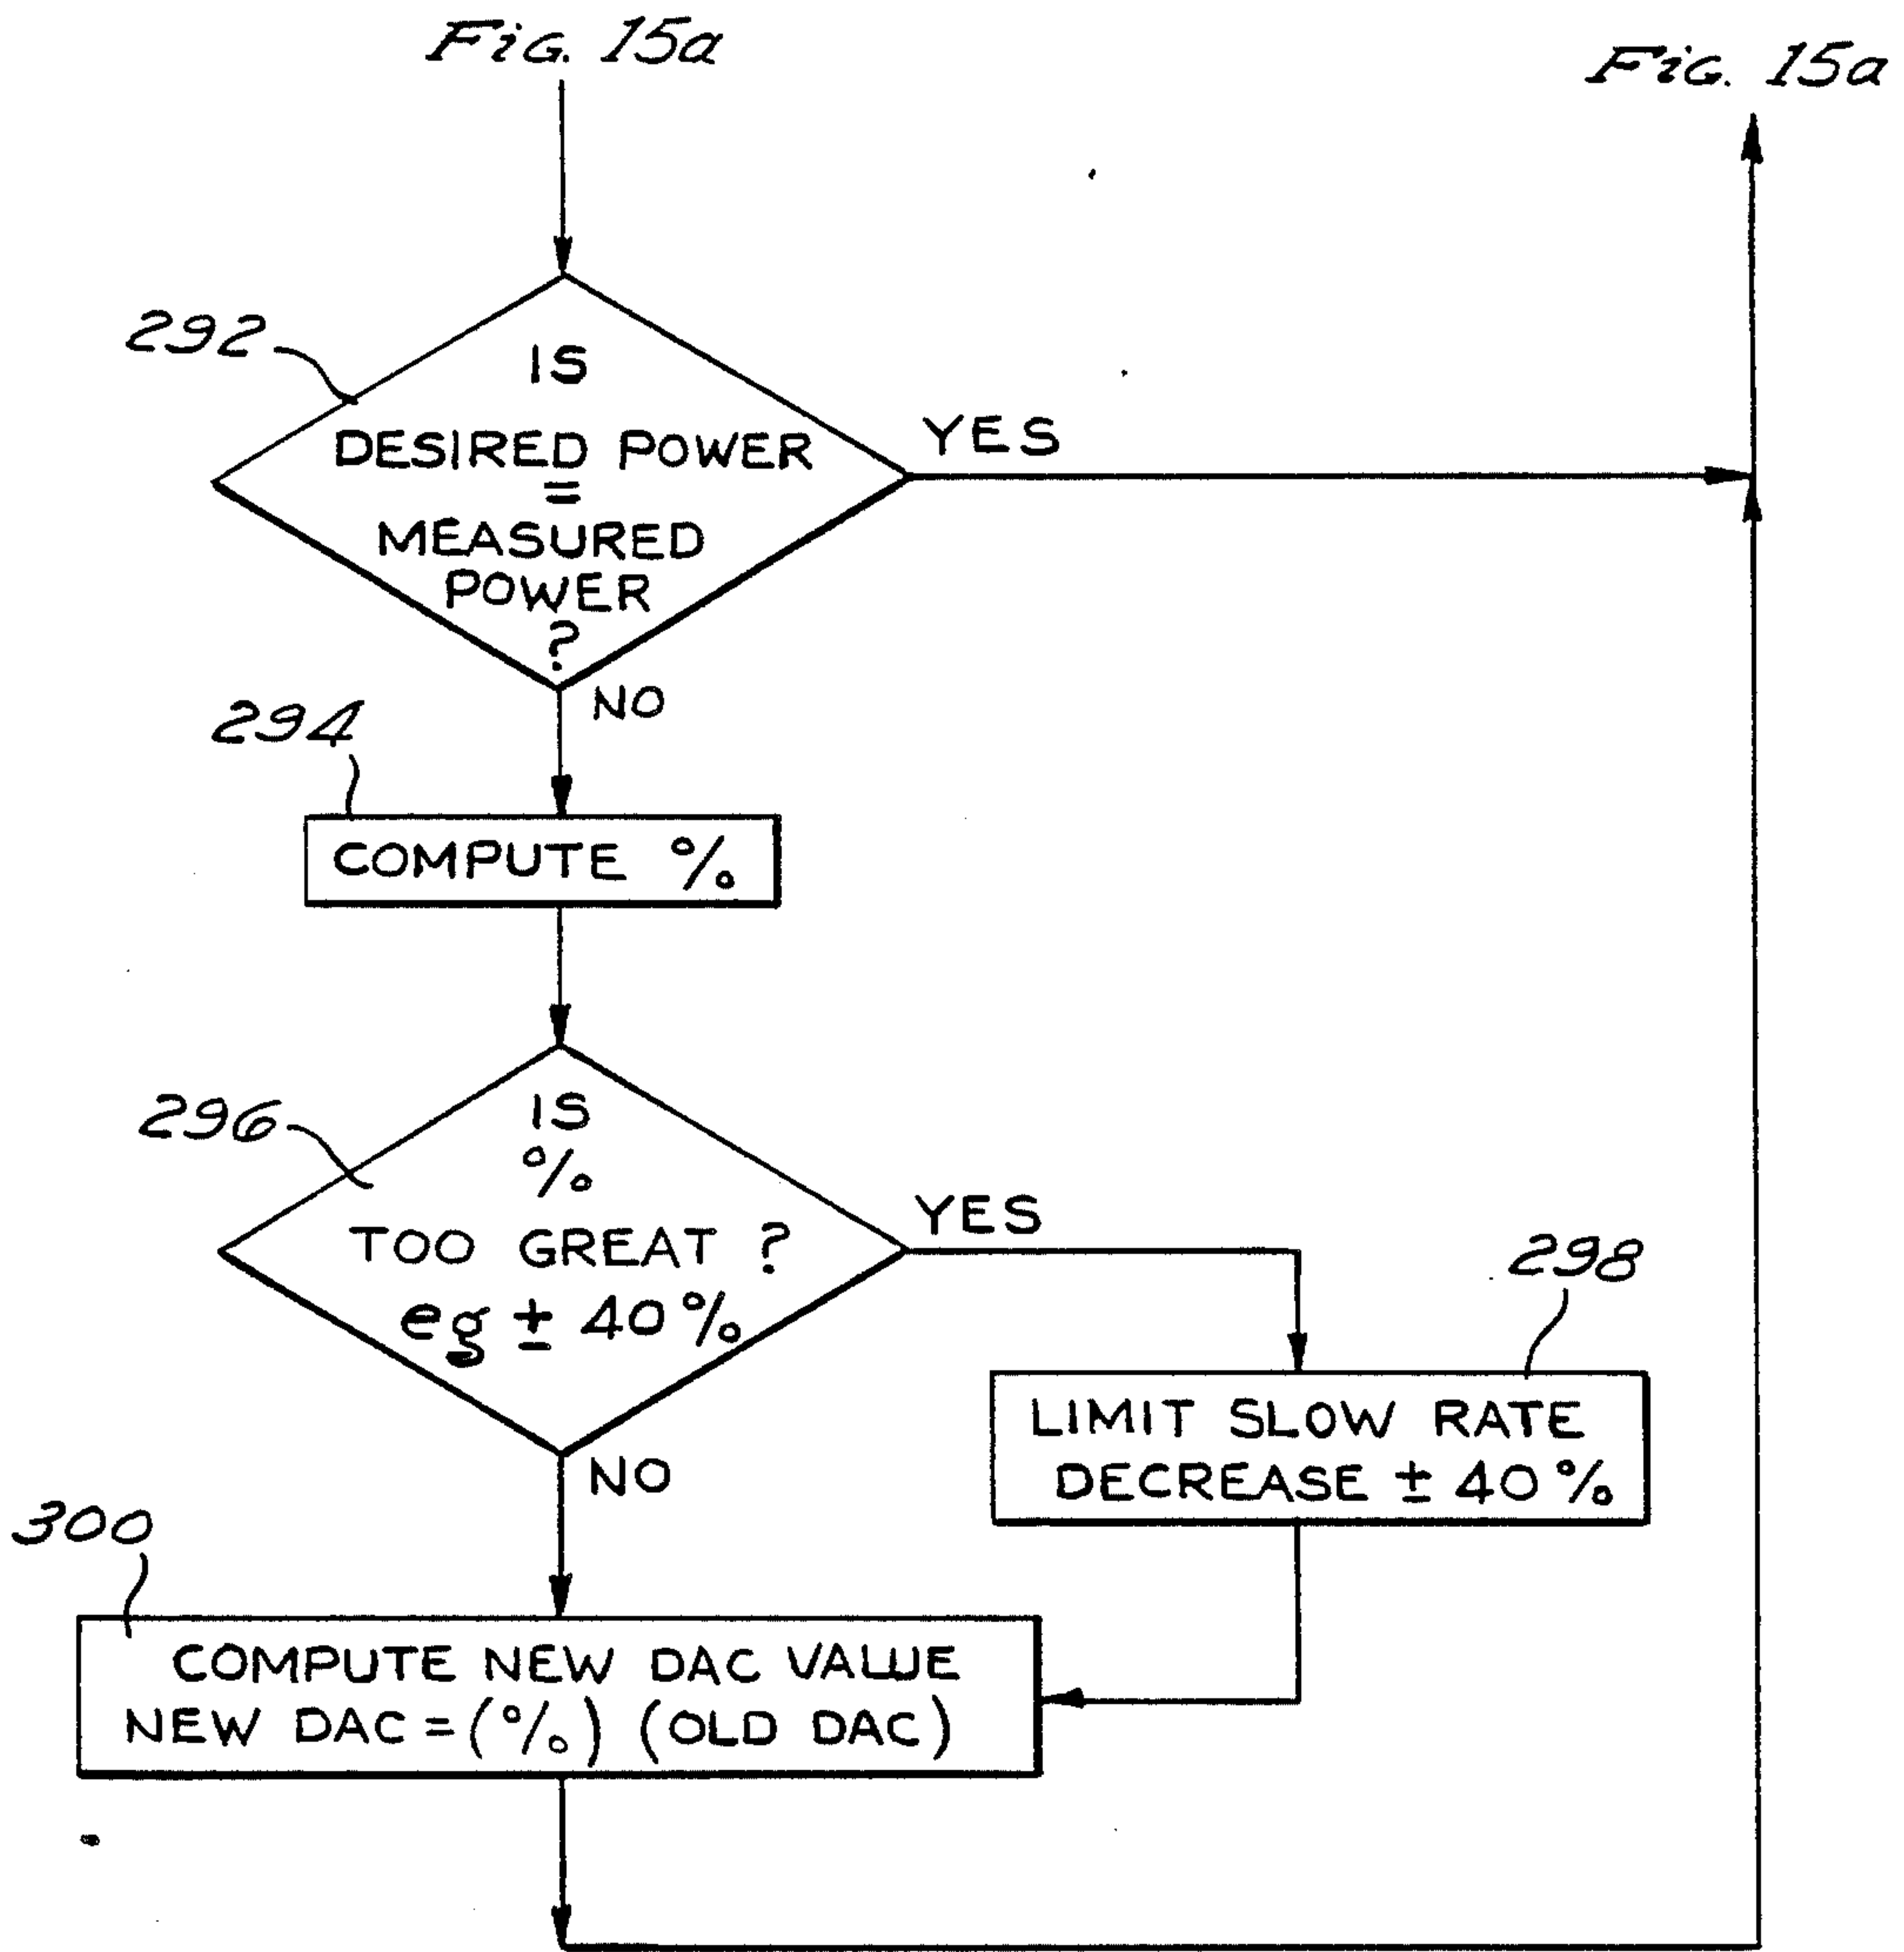 Fig. 15a
Fig. 15a
292
IS
DESIRED POWER
=
MEASURED
POWER
?
YES
NO
294
COMPUTE %
296
IS
%
TOO GREAT ?
eg ± 40%
YES
NO
298
LIMIT SLOW RATE
DECREASE ± 40%
300
COMPUTE NEW DAC VALUE
NEW DAC = (%) (OLD DAC)